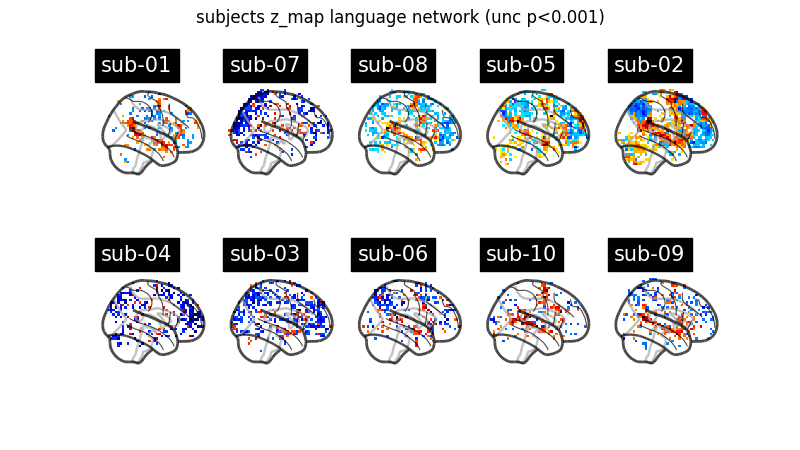 subjects z_map language network (unc p<0.001)
sub-01 sub-07 sub-08 sub-05 sub-02
sub-04 sub-03 sub-06 sub-10 sub-09